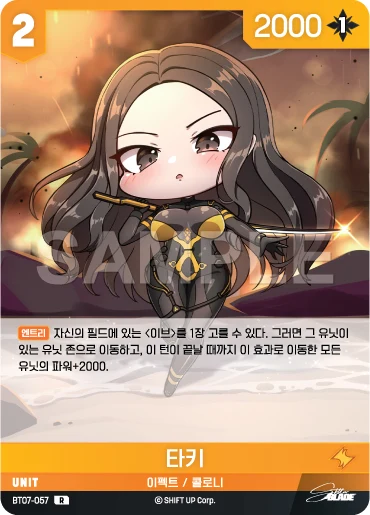 2
2000 1
SAMPLE
엔트리 자신의 필드에 있는 <이브>를 1장 고를 수 있다. 그러면 그 유닛이
있는 유닛 존으로 이동하고, 이 턴이 끝날 때까지 이 효과로 이동한 모든
유닛의 파워+2000.
타키
UNIT
이펙트 / 콜로니
BT07-057 R
© SHIFT UP Corp.
Stellar BLADE